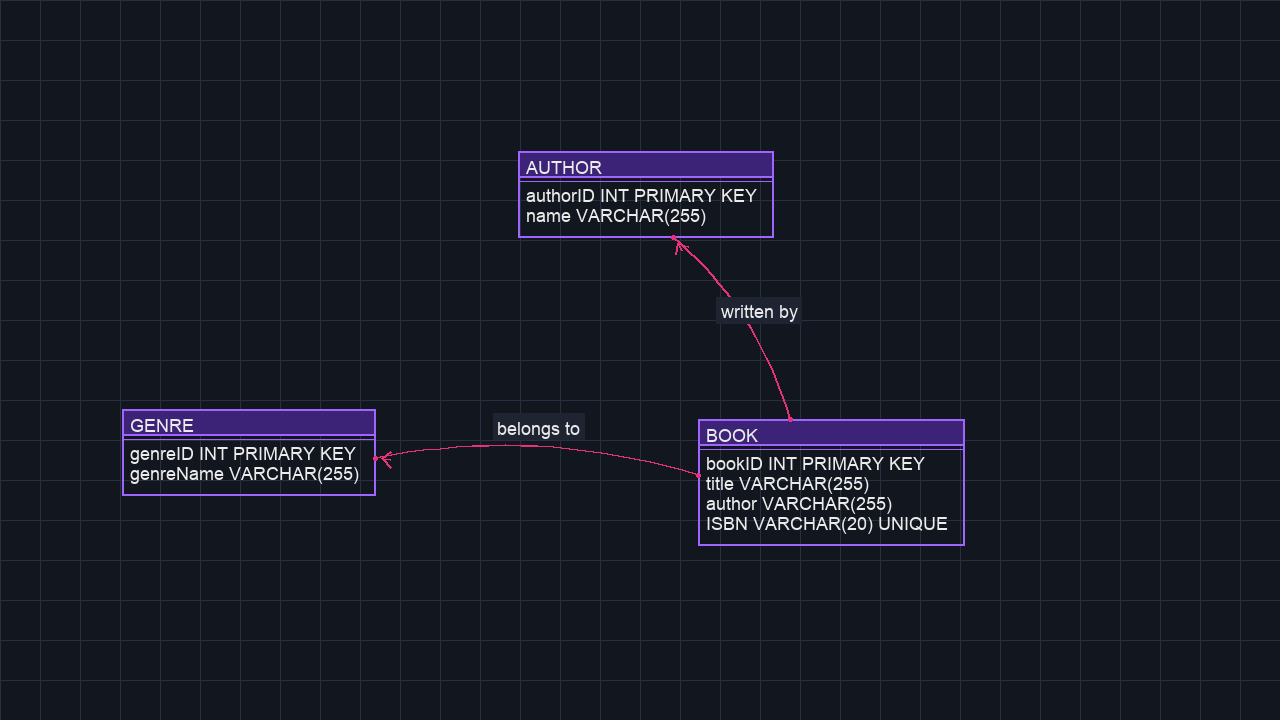 AUTHOR
authorID INT PRIMARY KEY
name VARCHAR(255)
written by
GENRE
genreID INT PRIMARY KEY
genreName VARCHAR(255)
belongs to
BOOK
bookID INT PRIMARY KEY
title VARCHAR(255)
author VARCHAR(255)
ISBN VARCHAR(20) UNIQUE